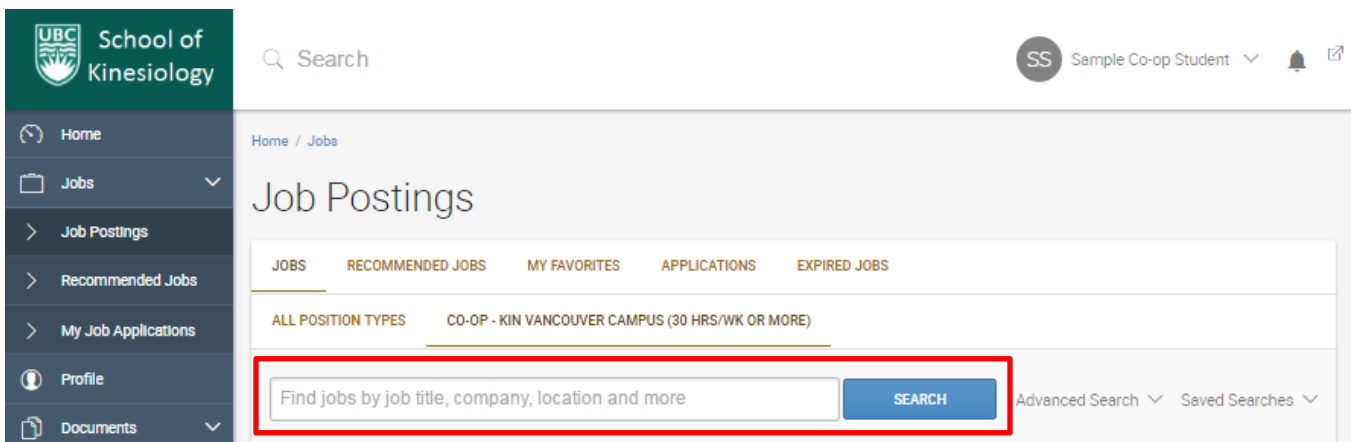 UBC
School of
Kinesiology
Search
SS
Sample Co-op Student
Home
Jobs
Job Postings
Recommended Jobs
My Job Applications
Profile
Documents
Home / Jobs
Job Postings
JOBS RECOMMENDED JOBS MY FAVORITES APPLICATIONS EXPIRED JOBS
ALL POSITION TYPES CO-OP - KIN VANCOUVER CAMPUS (30 HRS/WK OR MORE)
Find jobs by job title, company, location and more SEARCH Advanced Search Saved Searches